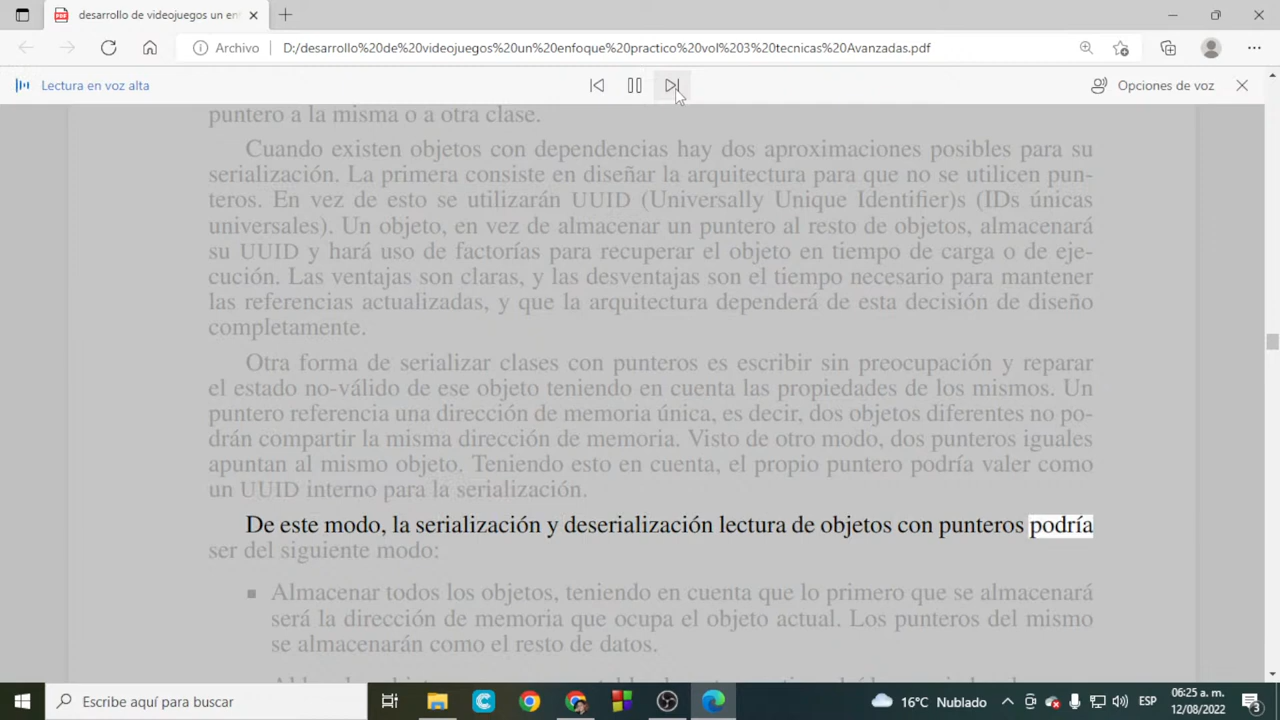 desarrollo de videojuegos un en
Archivo
D:/desarrollo%20de%20videojuegos%20un%20enfoque%20practico%20vol%203%20tecnicas%20Avanzadas.pdf
Lectura en voz alta
Opciones de voz
puntero a la misma o a otra clase.
Cuando existen objetos con dependencias hay dos aproximaciones posibles para su
serialización. La primera consiste en diseñar la arquitectura para que no se utilicen pun-
teros. En vez de esto se utilizarán UUID (Universally Unique Identifier)s (IDs únicas
universales). Un objeto, en vez de almacenar un puntero al resto de objetos, almacenará
su UUID y hará uso de factorías para recuperar el objeto en tiempo de carga o de eje-
cución. Las ventajas son claras, y las desventajas son el tiempo necesario para mantener
las referencias actualizadas, y que la arquitectura dependerá de esta decisión de diseño
completamente.
Otra forma de serializar clases con punteros es escribir sin preocupación y reparar
el estado no-válido de ese objeto teniendo en cuenta las propiedades de los mismos. Un
puntero referencia una dirección de memoria única, es decir, dos objetos diferentes no po-
drán compartir la misma dirección de memoria. Visto de otro modo, dos punteros iguales
apuntan al mismo objeto. Teniendo esto en cuenta, el propio puntero podría valer como
un UUID interno para la serialización.
De este modo, la serialización y deserialización lectura de objetos con punteros podría
ser del siguiente modo:
■ Almacenar todos los objetos, teniendo en cuenta que lo primero que se almacenará
será la dirección de memoria que ocupa el objeto actual. Los punteros del mismo
se almacenarán como el resto de datos.
Escribe aquí para buscar
16°C Nublado
ESP
06:25 a. m.
12/08/2022
3